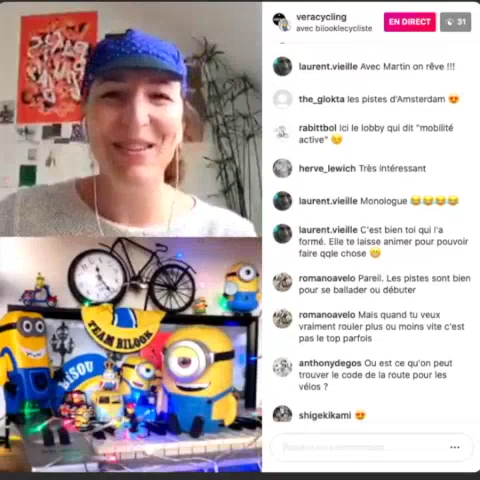 veracycling
avec bilooklecycliste
EN DIRECT
31
laurent.vieille Avec Martin on rêve !!!
the_glokta les pistes d'Amsterdam 😍
rabittbol Ici le lobby qui dit "mobilité
active" 😏
herve_lewich Très intéressant
laurent.vieille Monologue 😂😂😂😂
laurent.vieille C'est bien toi qui l'a
formé. Elle te laisse animer pour pouvoir
faire qqle chose 😁
romanoavelo Pareil. Les pistes sont bien
pour se ballader ou débuter
romanoavelo Mais quand tu veux
vraiment rouler plus ou moins vite c'est
pas le top parfois
anthonydegos Ou est ce qu'on peut
trouver le code de la route pour les
vélos ?
shigekikami 😍
TEAM BILOOK
BISOU